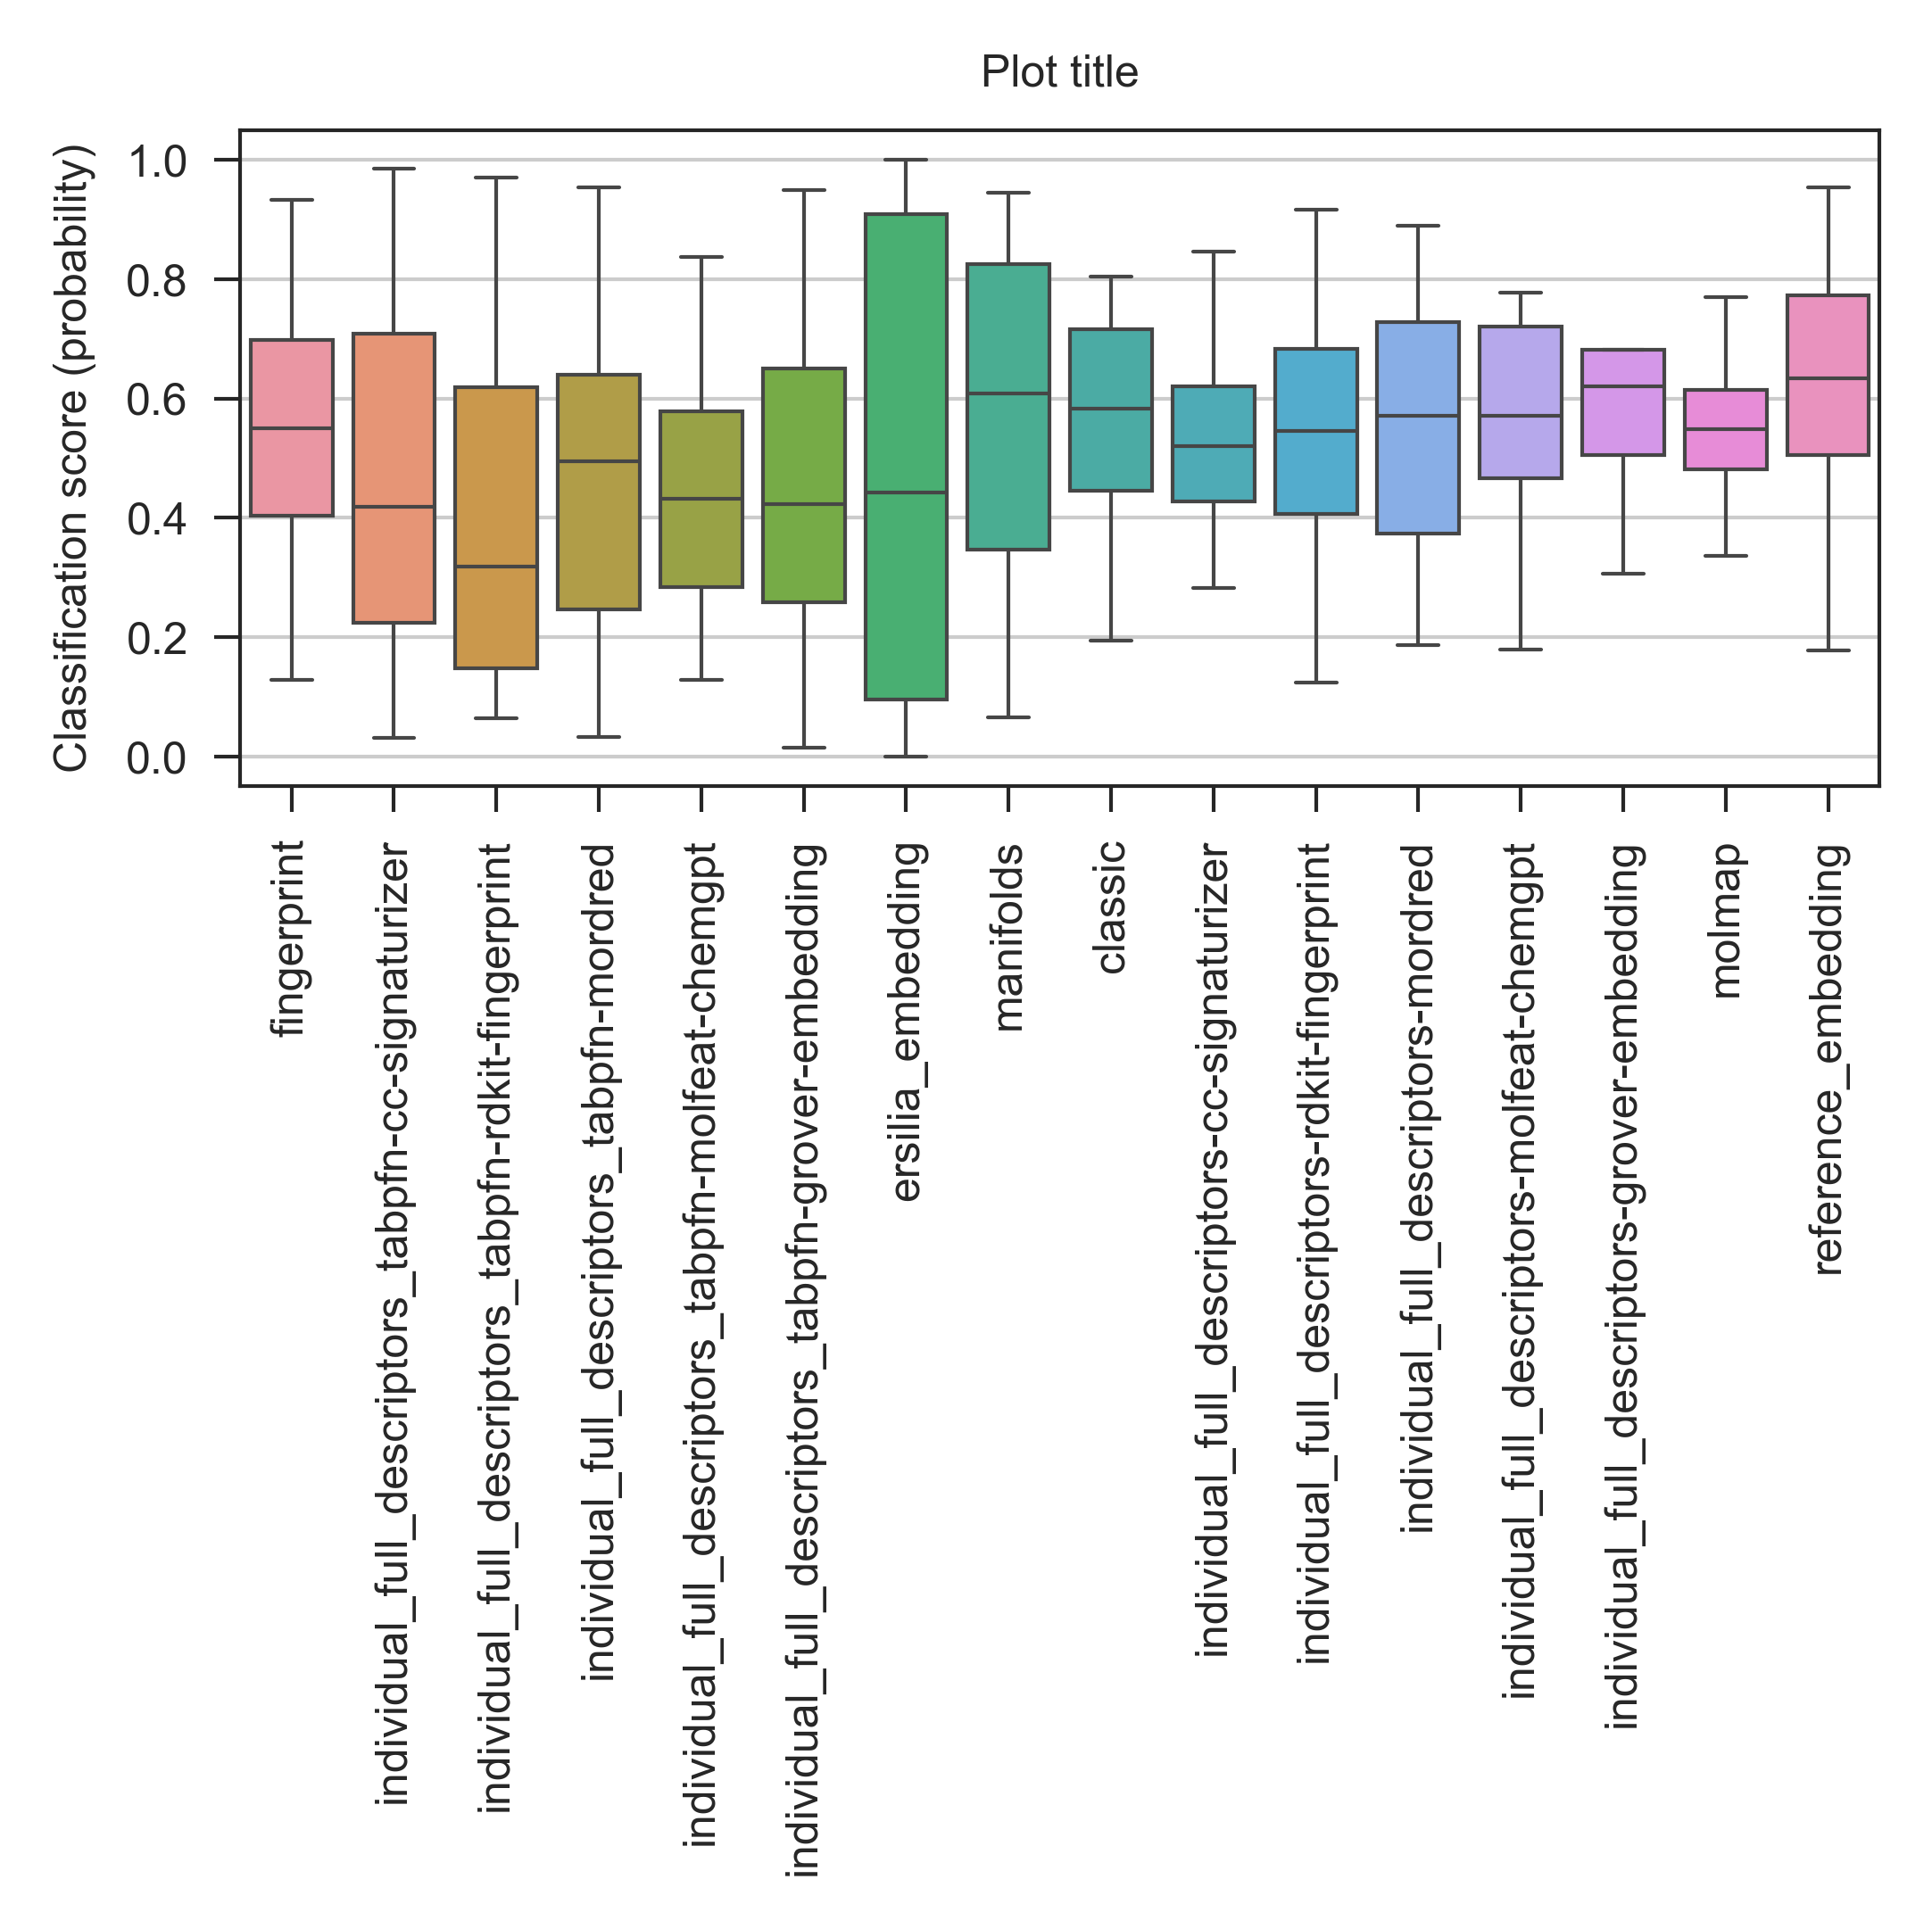 Plot title
Classification score (probability)
1.0
0.8
0.6
0.4
0.2
0.0
fingerprint
individual_full_descriptors_tabpfn-cc-signaturizer
individual_full_descriptors_tabpfn-rdkit-fingerprint
individual_full_descriptors_tabpfn-mordred
individual_full_descriptors_tabpfn-molfeat-chemgpt
individual_full_descriptors_tabpfn-grover-embedding
ersilia_embedding
manifolds
classic
individual_full_descriptors-cc-signaturizer
individual_full_descriptors-rdkit-fingerprint
individual_full_descriptors-mordred
individual_full_descriptors-molfeat-chemgpt
individual_full_descriptors-grover-embedding
molmap
reference_embedding